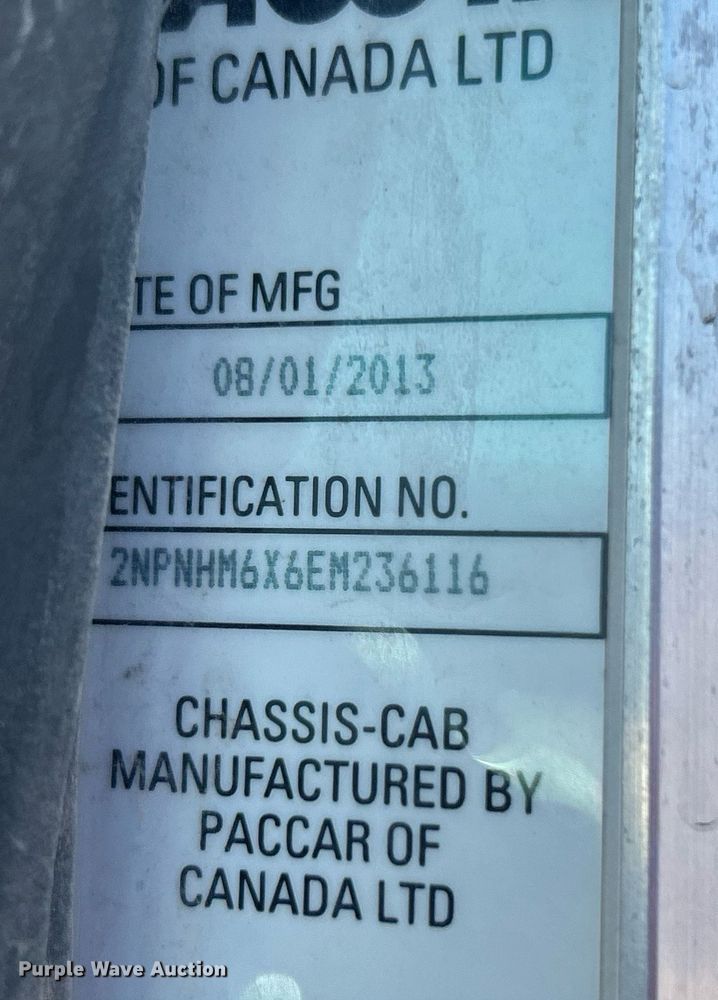 OF CANADA LTD
TE OF MFG
08/01/2013
ENTIFICATION NO.
2NPNHM6X6EM236116
CHASSIS-CAB
MANUFACTURED BY
PACCAR OF
CANADA LTD
Purple Wave Auction